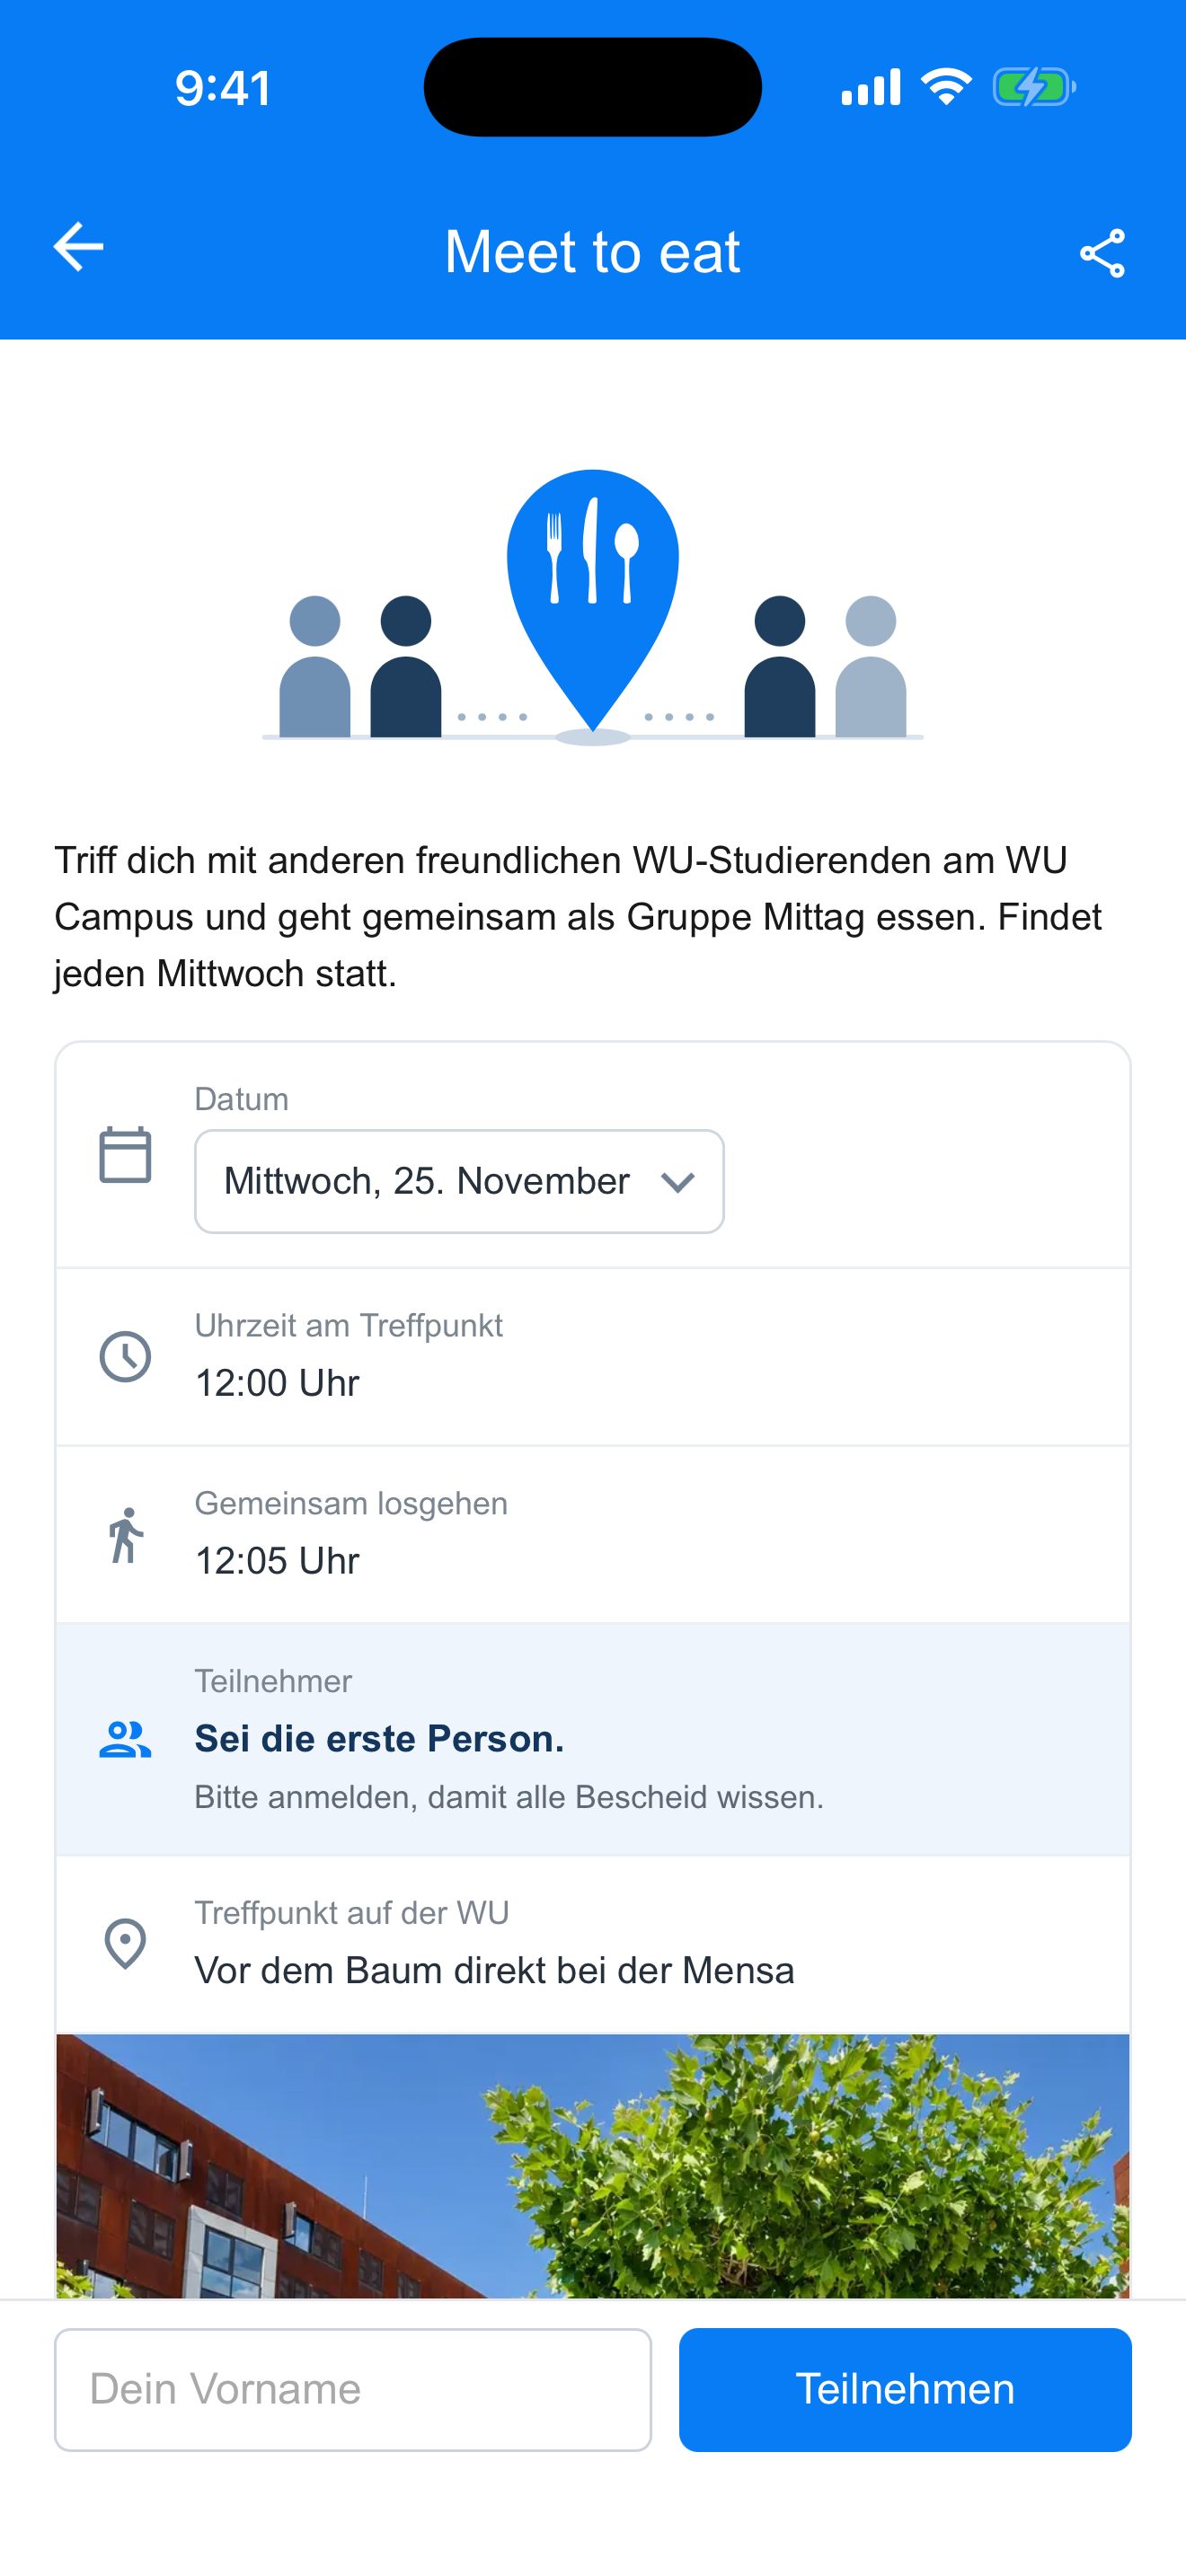 9:41
Meet to eat
Triff dich mit anderen freundlichen WU-Studierenden am WU
Campus und geht gemeinsam als Gruppe Mittag essen. Findet
jeden Mittwoch statt.
Datum
Mittwoch, 25. November
Uhrzeit am Treffpunkt
12:00 Uhr
Gemeinsam losgehen
12:05 Uhr
Teilnehmer
Sei die erste Person.
Bitte anmelden, damit alle Bescheid wissen.
Treffpunkt auf der WU
Vor dem Baum direkt bei der Mensa
Dein Vorname
Teilnehmen